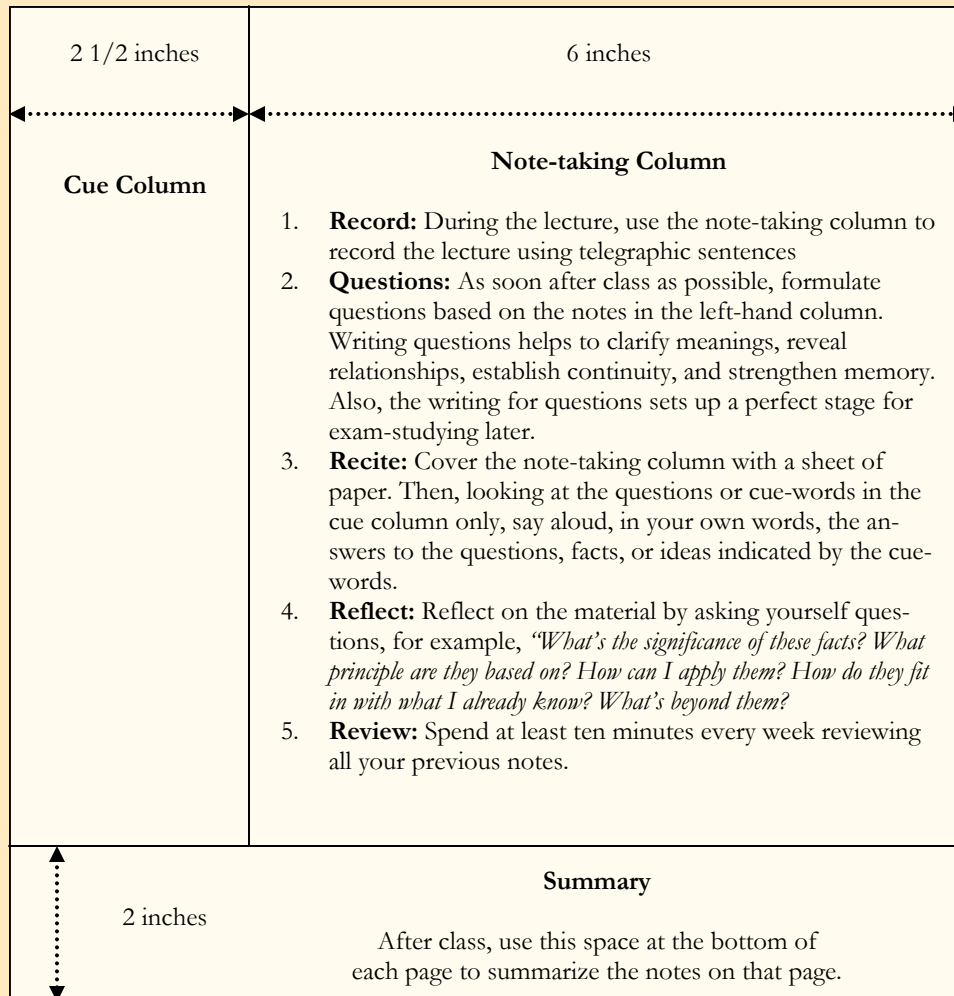 2 1/2 inches
6 inches
Cue Column
Note-taking Column
1. Record: During the lecture, use the note-taking column to
record the lecture using telegraphic sentences
2. Questions: As soon after class as possible, formulate
questions based on the notes in the left-hand column.
Writing questions helps to clarify meanings, reveal
relationships, establish continuity, and strengthen memory.
Also, the writing for questions sets up a perfect stage for
exam-studying later.
3. Recite: Cover the note-taking column with a sheet of
paper. Then, looking at the questions or cue-words in the
cue column only, say aloud, in your own words, the an-
swers to the questions, facts, or ideas indicated by the cue-
words.
4. Reflect: Reflect on the material by asking yourself ques-
tions, for example, “What’s the significance of these facts? What
principle are they based on? How can I apply them? How do they fit
in with what I already know? What’s beyond them?
5. Review: Spend at least ten minutes every week reviewing
all your previous notes.
2 inches
Summary
After class, use this space at the bottom of
each page to summarize the notes on that page.